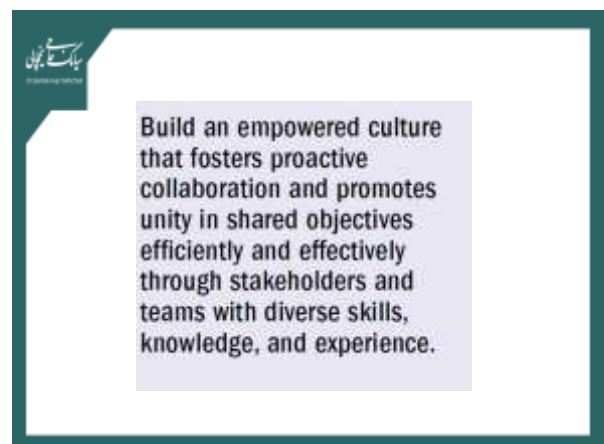 Build an empowered culture
that fosters proactive
collaboration and promotes
unity in shared objectives
efficiently and effectively
through stakeholders and
teams with diverse skills,
knowledge, and experience.